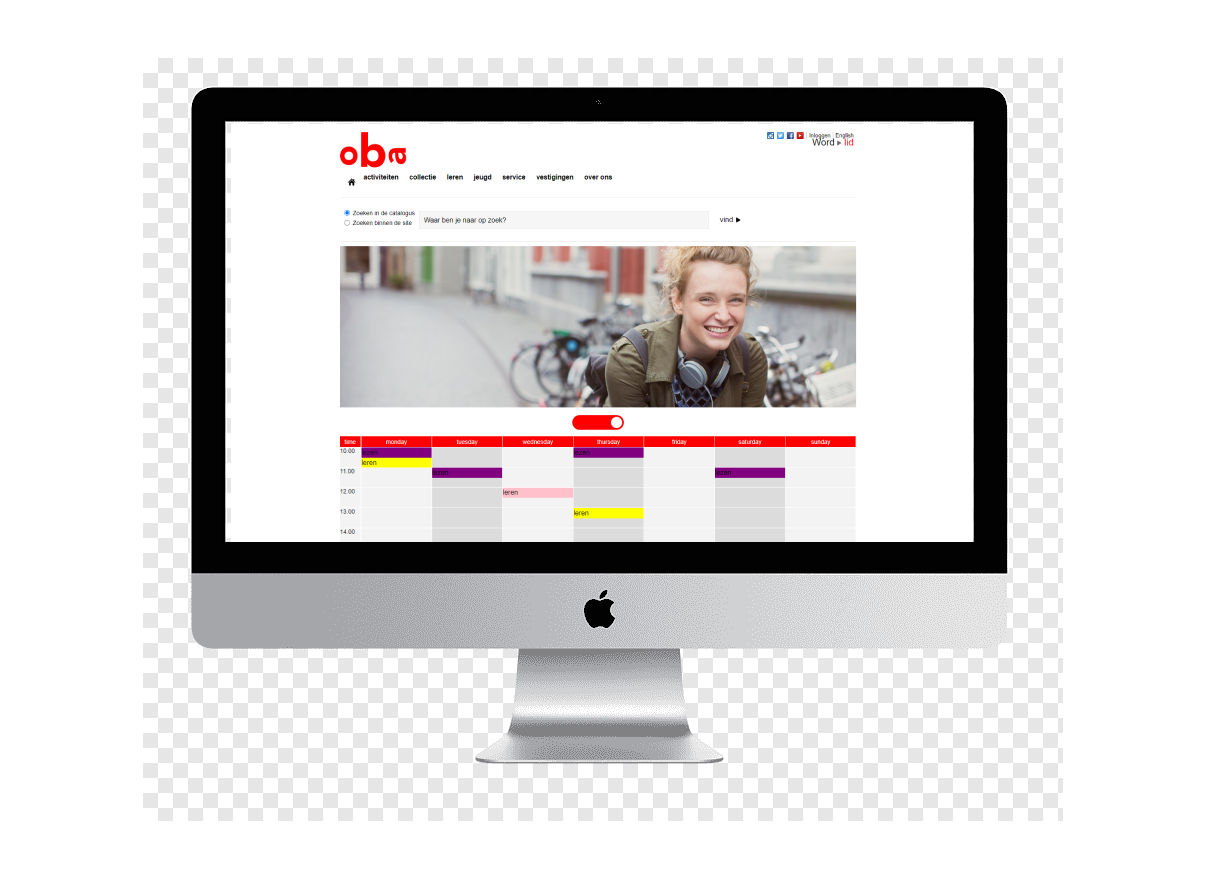 oba
Inloggen | English
Word lid
activiteiten collectie leren jeugd service vestigingen over ons
Zoeken in de catalogus
Zoeken binnen de site
Waar ben je naar op zoek?
vind
time monday tuesday wednesday thursday friday saturday sunday
10.00 lezen lezen
leren
11.00 leren lezen
12.00 leren
13.00 leren
14.00